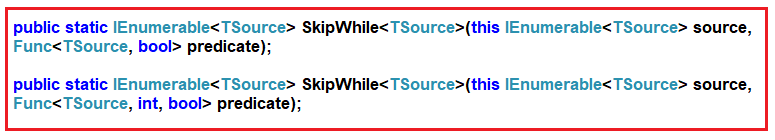 public static IEnumerable<TSource> SkipWhile<TSource>(this IEnumerable<TSource> source,
Func<TSource, bool> predicate);
public static IEnumerable<TSource> SkipWhile<TSource>(this IEnumerable<TSource> source,
Func<TSource, int, bool> predicate);